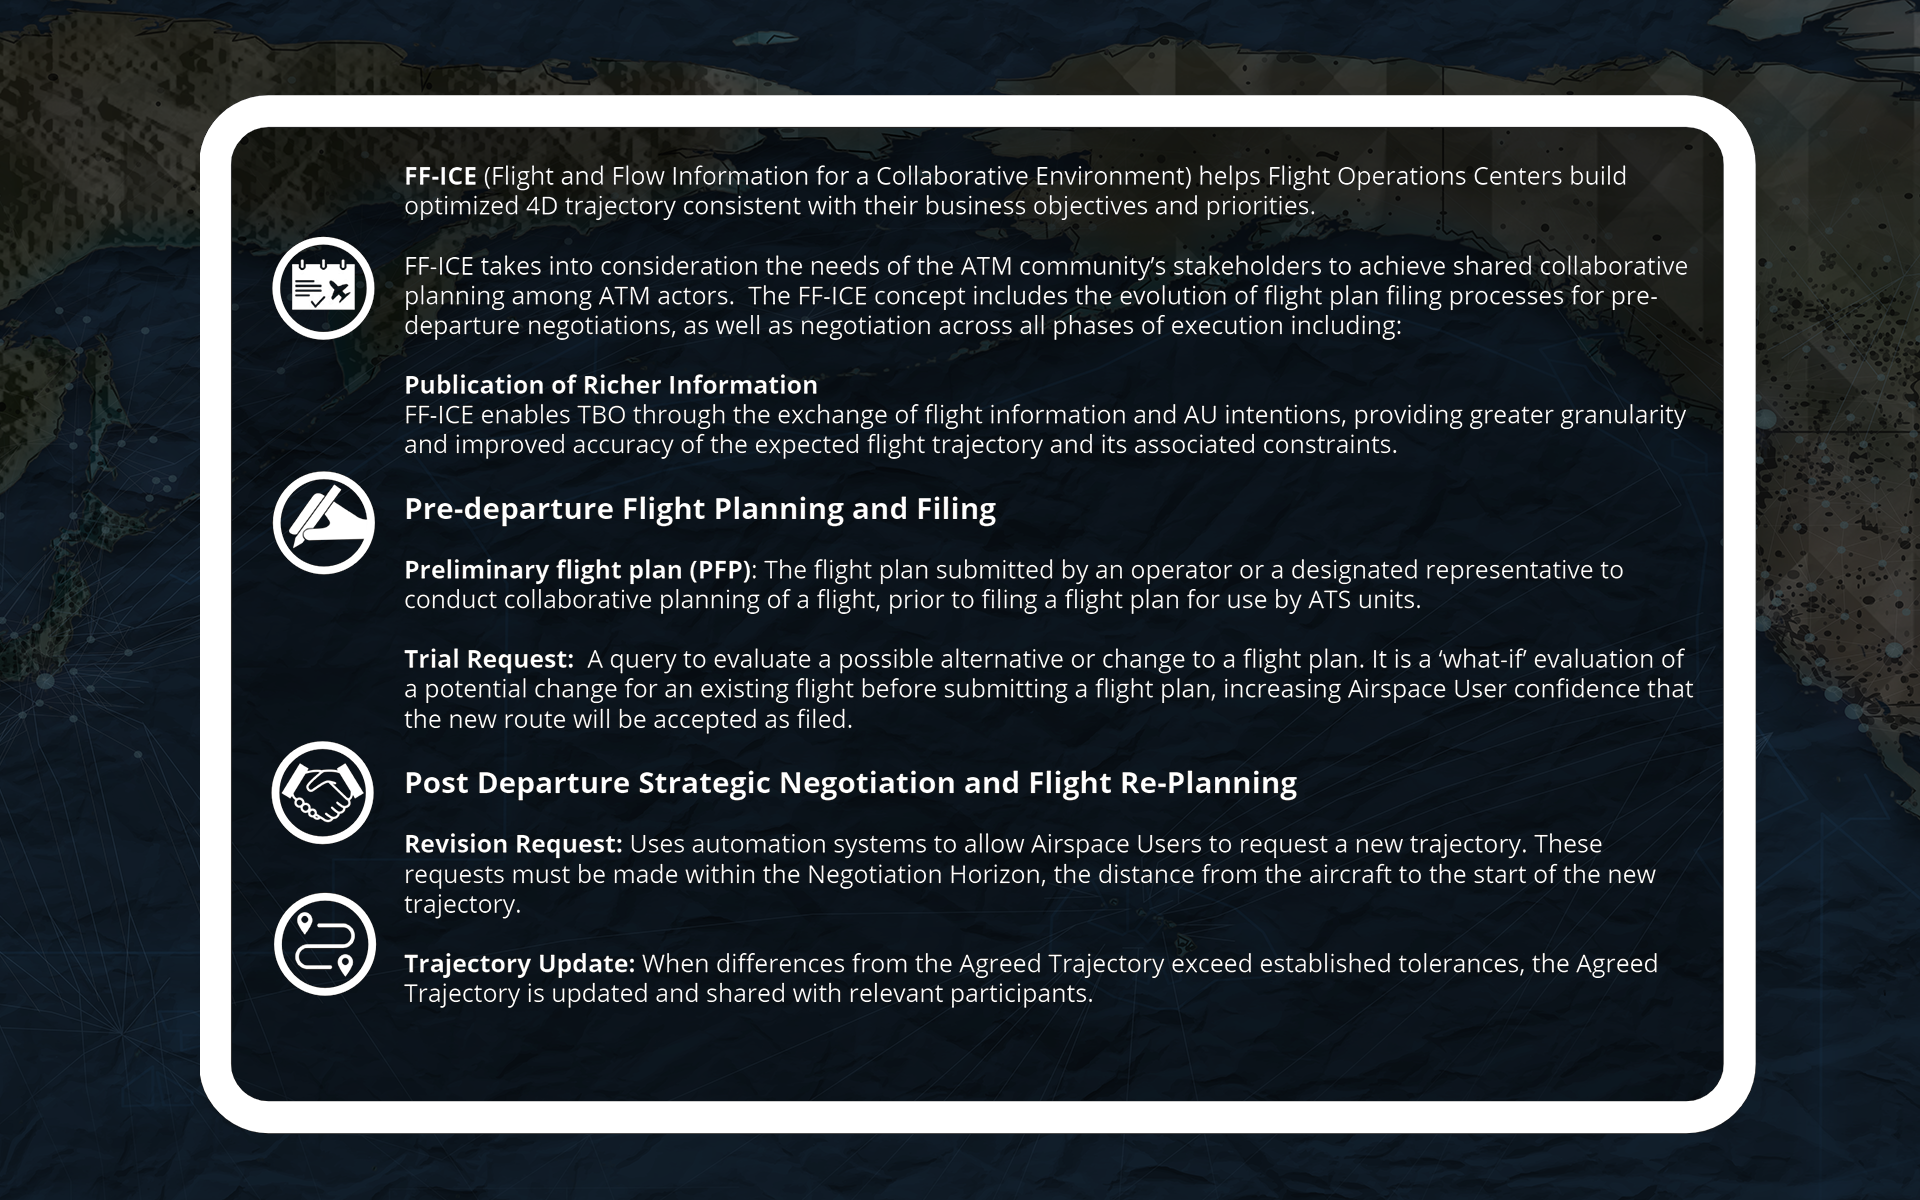 FF-ICE (Flight and Flow Information for a Collaborative Environment) helps Flight Operations Centers build
optimized 4D trajectory consistent with their business objectives and priorities.
FF-ICE takes into consideration the needs of the ATM community’s stakeholders to achieve shared collaborative
planning among ATM actors.  The FF-ICE concept includes the evolution of flight plan filing processes for pre-
departure negotiations, as well as negotiation across all phases of execution including:
Publication of Richer Information
FF-ICE enables TBO through the exchange of flight information and AU intentions, providing greater granularity
and improved accuracy of the expected flight trajectory and its associated constraints.
Pre-departure Flight Planning and Filing
Preliminary flight plan (PFP): The flight plan submitted by an operator or a designated representative to
conduct collaborative planning of a flight, prior to filing a flight plan for use by ATS units.
Trial Request:  A query to evaluate a possible alternative or change to a flight plan. It is a ‘what-if’ evaluation of
a potential change for an existing flight before submitting a flight plan, increasing Airspace User confidence that
the new route will be accepted as filed.
Post Departure Strategic Negotiation and Flight Re-Planning
Revision Request: Uses automation systems to allow Airspace Users to request a new trajectory. These
requests must be made within the Negotiation Horizon, the distance from the aircraft to the start of the new
trajectory.
Trajectory Update: When differences from the Agreed Trajectory exceed established tolerances, the Agreed
Trajectory is updated and shared with relevant participants.